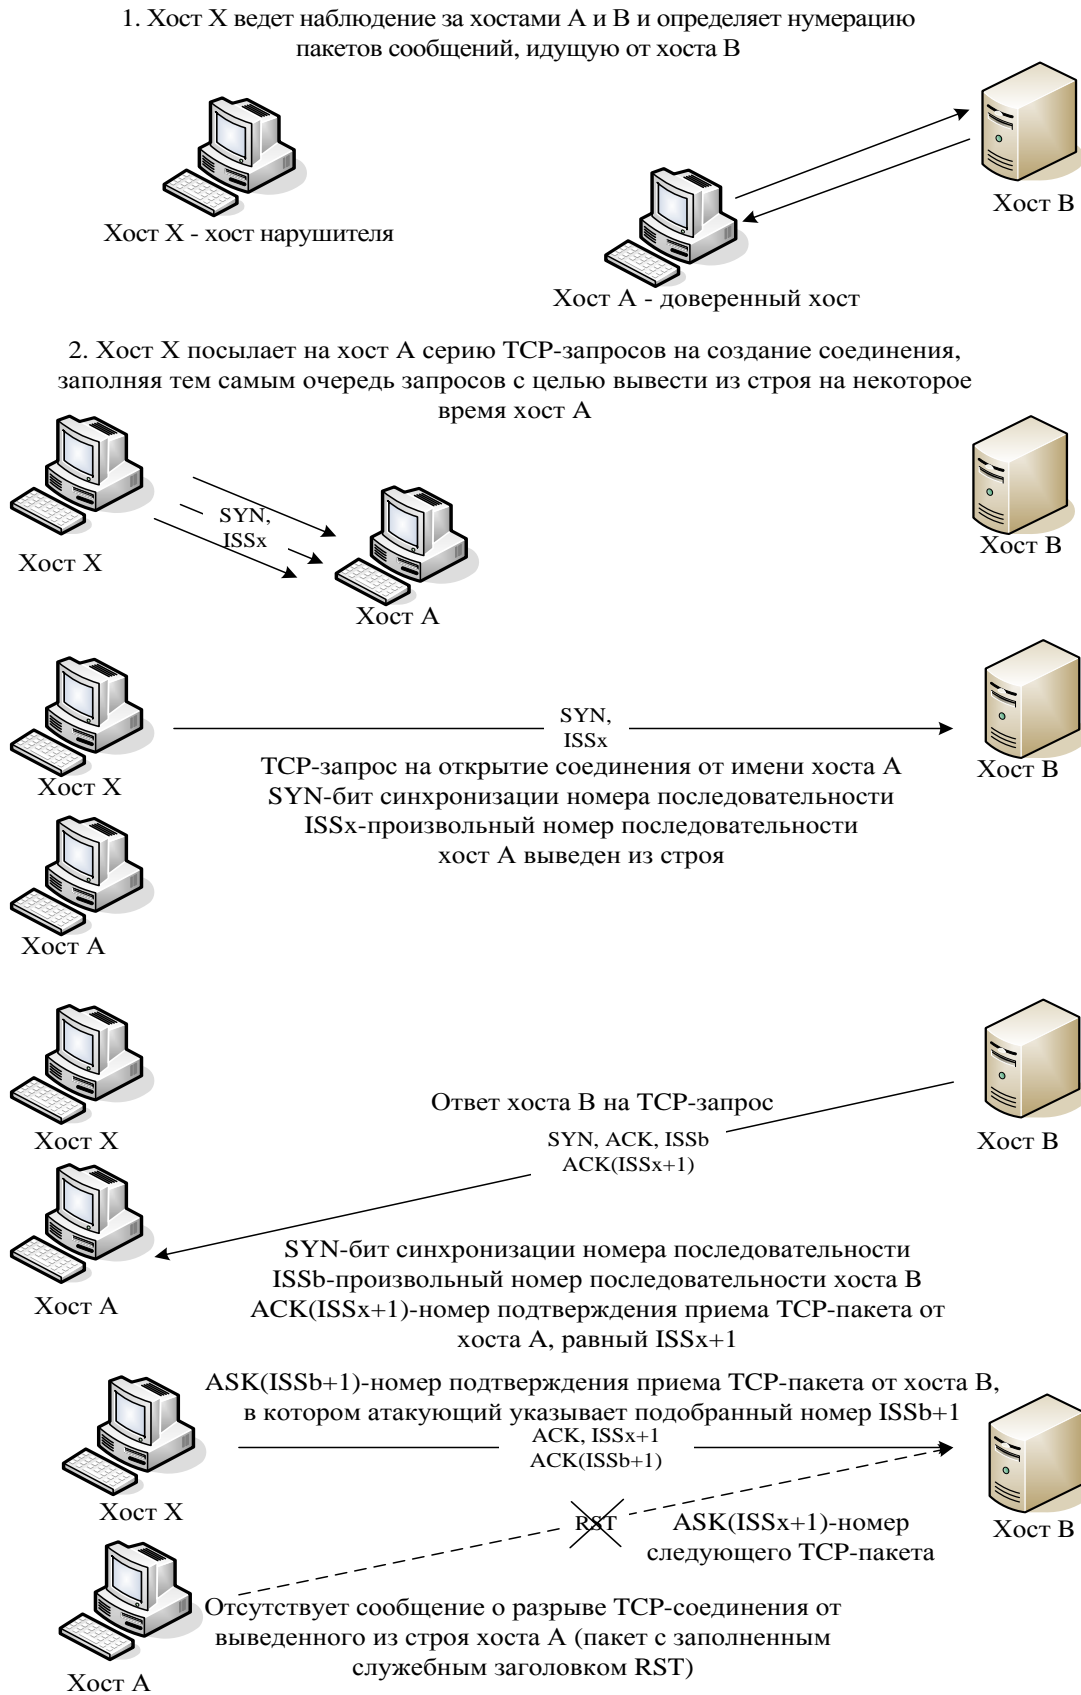 1. Хост X ведет наблюдение за хостами A и B и определяет нумерацию
пакетов сообщений, идущую от хоста B
Хост B
Хост X - хост нарушителя
Хост A - доверенный хост
2. Хост X посылает на хост A серию TCP-запросов на создание соединения,
заполняя тем самым очередь запросов с целью вывести из строя на некоторое
время хост A
SYN,
ISSx
Хост X
Хост A
Хост B
SYN,
ISSx
Хост X
Хост B
TCP-запрос на открытие соединения от имени хоста A
SYN-бит синхронизации номера последовательности
ISSx-произвольный номер последовательности
хост A выведен из строя
Хост A
Ответ хоста B на TCP-запрос
SYN, ACK, ISSb
ACK(ISSx+1)
Хост X
Хост B
Хост A
SYN-бит синхронизации номера последовательности
ISSb-произвольный номер последовательности хоста B
ACK(ISSx+1)-номер подтверждения приема TCP-пакета от
хоста A, равный ISSx+1
ASK(ISSb+1)-номер подтверждения приема TCP-пакета от хоста B,
в котором атакующий указывает подобранный номер ISSb+1
ACK, ISSx+1
ACK(ISSb+1)
Хост X
RST
ASK(ISSx+1)-номер
следующего TCP-пакета
Хост B
Отсутствует сообщение о разрыве TCP-соединения от
выведенного из строя хоста A (пакет с заполненным
служебным заголовком RST)
Хост A